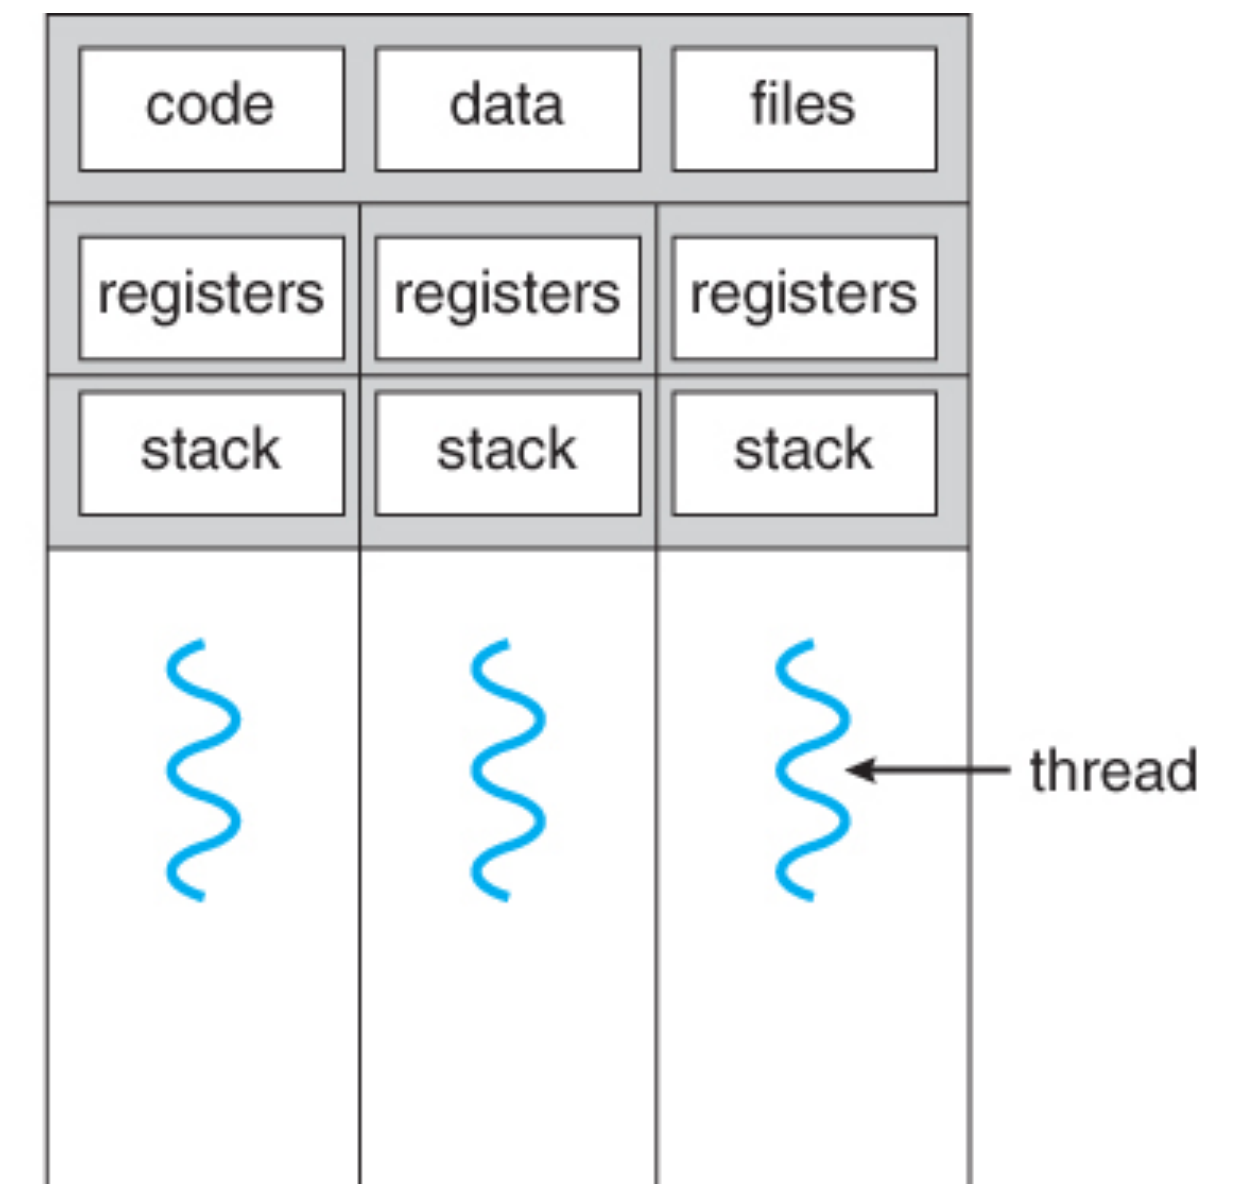 code data files
registers registers registers
stack stack stack
thread